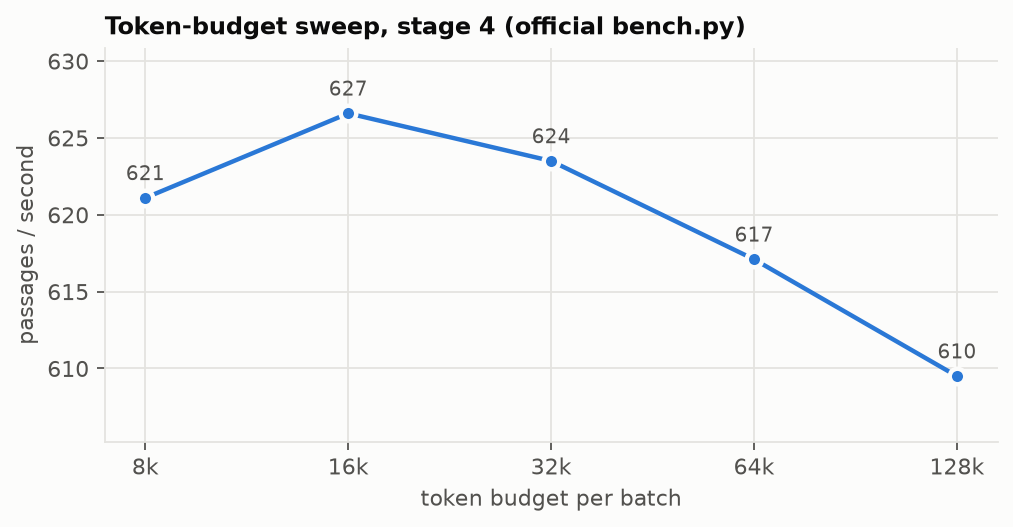 Token-budget sweep, stage 4 (official bench.py)
630
625
620
615
610
passages / second
621
627
624
617
610
8k
16k
32k
64k
128k
token budget per batch